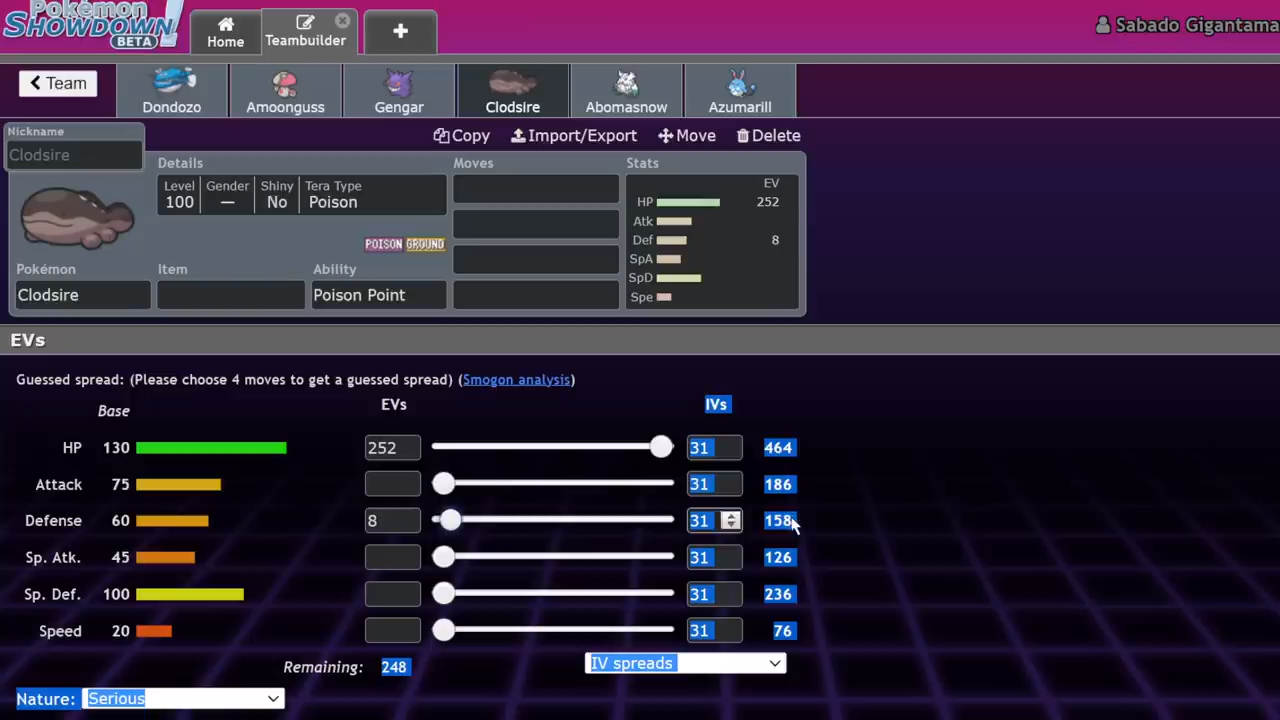 Pokémon
SHOWDOWN!
BETA
Home
Teambuilder
+
Sabado Gigantama
Team
Dondozo
Amoonguss
Gengar
Clodsire
Abomasnow
Azumarill
Nickname
Clodsire
Copy
Import/Export
Move
Delete
Details
Moves
Stats
Level Gender Shiny Tera Type
100 — No Poison
POISON GROUND
EV
HP 252
Atk
Def 8
SpA
SpD
Spe
Pokémon Item Ability
Clodsire Poison Point
EVs
Guessed spread: (Please choose 4 moves to get a guessed spread) (Smogon analysis)
Base EVs IVs
HP 130 252 31 464
Attack 75 31 186
Defense 60 8 31 158
Sp. Atk. 45 31 126
Sp. Def. 100 31 236
Speed 20 31 76
Remaining: 248 IV spreads
Nature: Serious